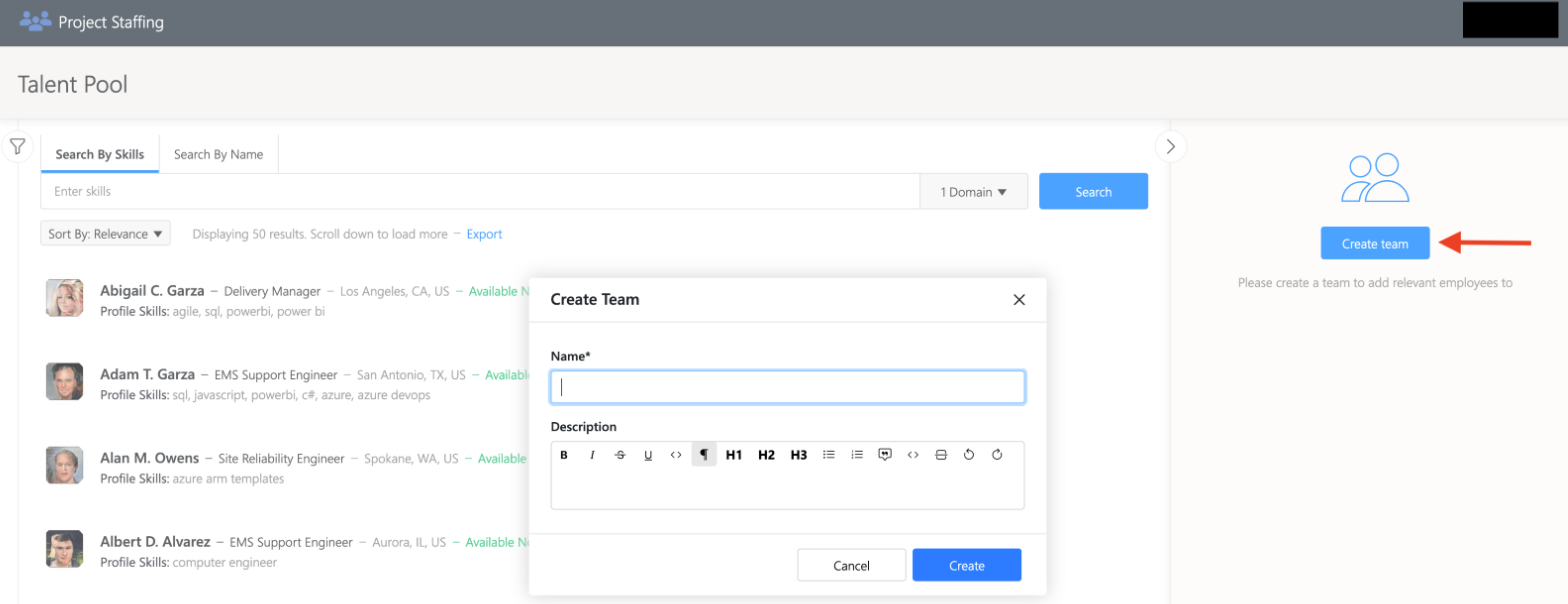 Project Staffing
Talent Pool
Search By Skills
Search By Name
Enter skills
1 Domain
Search
Sort By: Relevance
Displaying 50 results. Scroll down to load more – Export
Abigail C. Garza – Delivery Manager – Los Angeles, CA, US – Available N
Profile Skills: agile, sql, powerbi, power bi
Adam T. Garza – EMS Support Engineer – San Antonio, TX, US – Availabl
Profile Skills: sql, javascript, powerbi, c#, azure, azure devops
Alan M. Owens – Site Reliability Engineer – Spokane, WA, US – Available
Profile Skills: azure arm templates
Albert D. Alvarez – EMS Support Engineer – Aurora, IL, US – Available No
Profile Skills: computer engineer
Create Team
Name*
Description
B I S U <> ¶ H1 H2 H3 <>
Cancel
Create
Create team
Please create a team to add relevant employees to